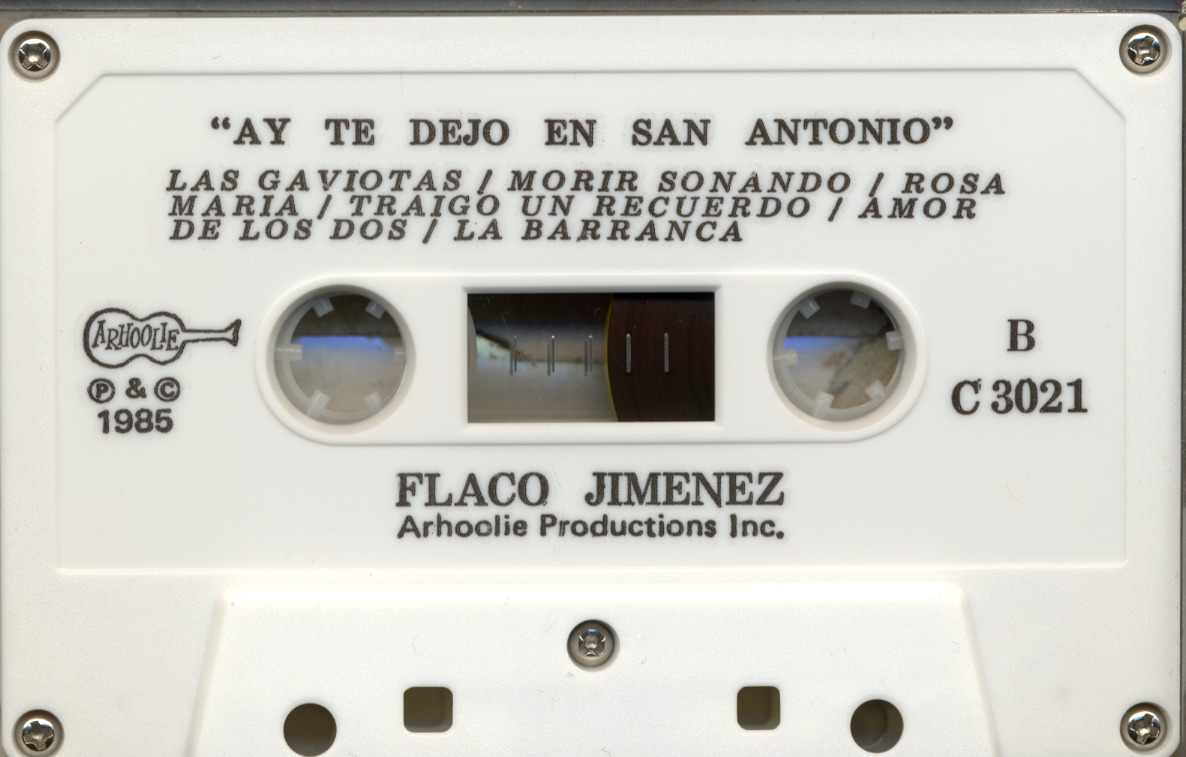 “AY TE DEJO EN SAN ANTONIO”
LAS GAVIOTAS / MORIR SONANDO / ROSA
MARIA / TRAIGO UN RECUERDO / AMOR
DE LOS DOS / LA BARRANCA
ARHOOLIE
℗ & ©
1985
B
C 3021
FLACO JIMENEZ
Arhoolie Productions Inc.